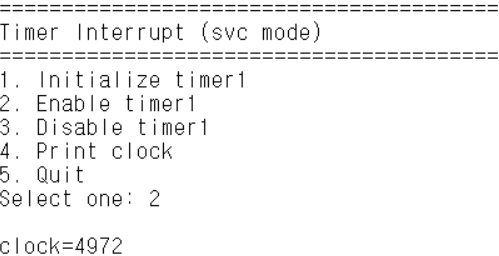 ========================================
Timer Interrupt (svc mode)
========================================
1. Initialize timer1
2. Enable timer1
3. Disable timer1
4. Print clock
5. Quit
Select one: 2
clock=4972